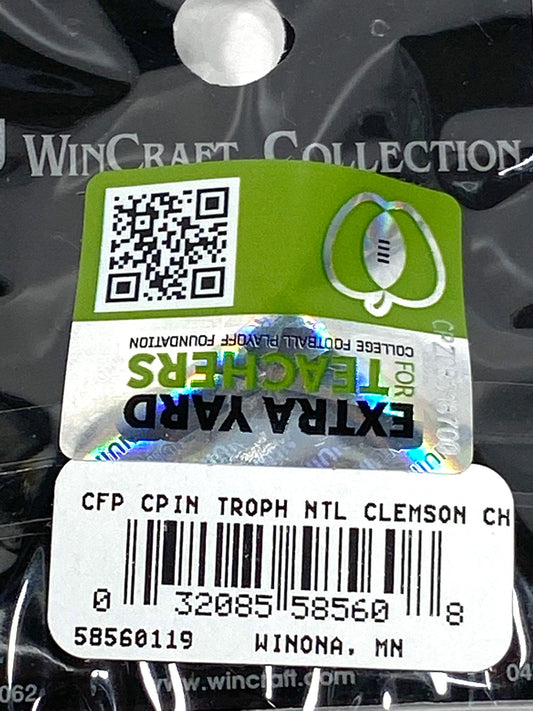 WINCRAFT COLLECTION
EXTRA YARD
FOR TEACHERS
COLLEGE FOOTBALL PLAYOFF FOUNDATION
CFP CPIN TROPH NTL CLEMSON CH
0 32085 58560 8
58560119 WINONA, MN
www.wincraft.com
062